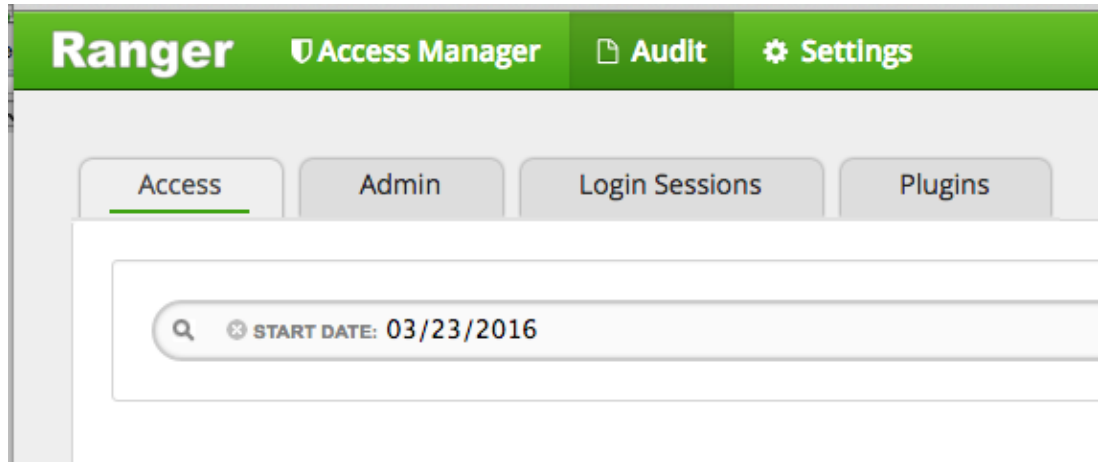 Ranger Access Manager Audit Settings
Access Admin Login Sessions Plugins
START DATE: 03/23/2016